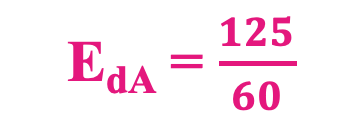 E_dA = 125/60